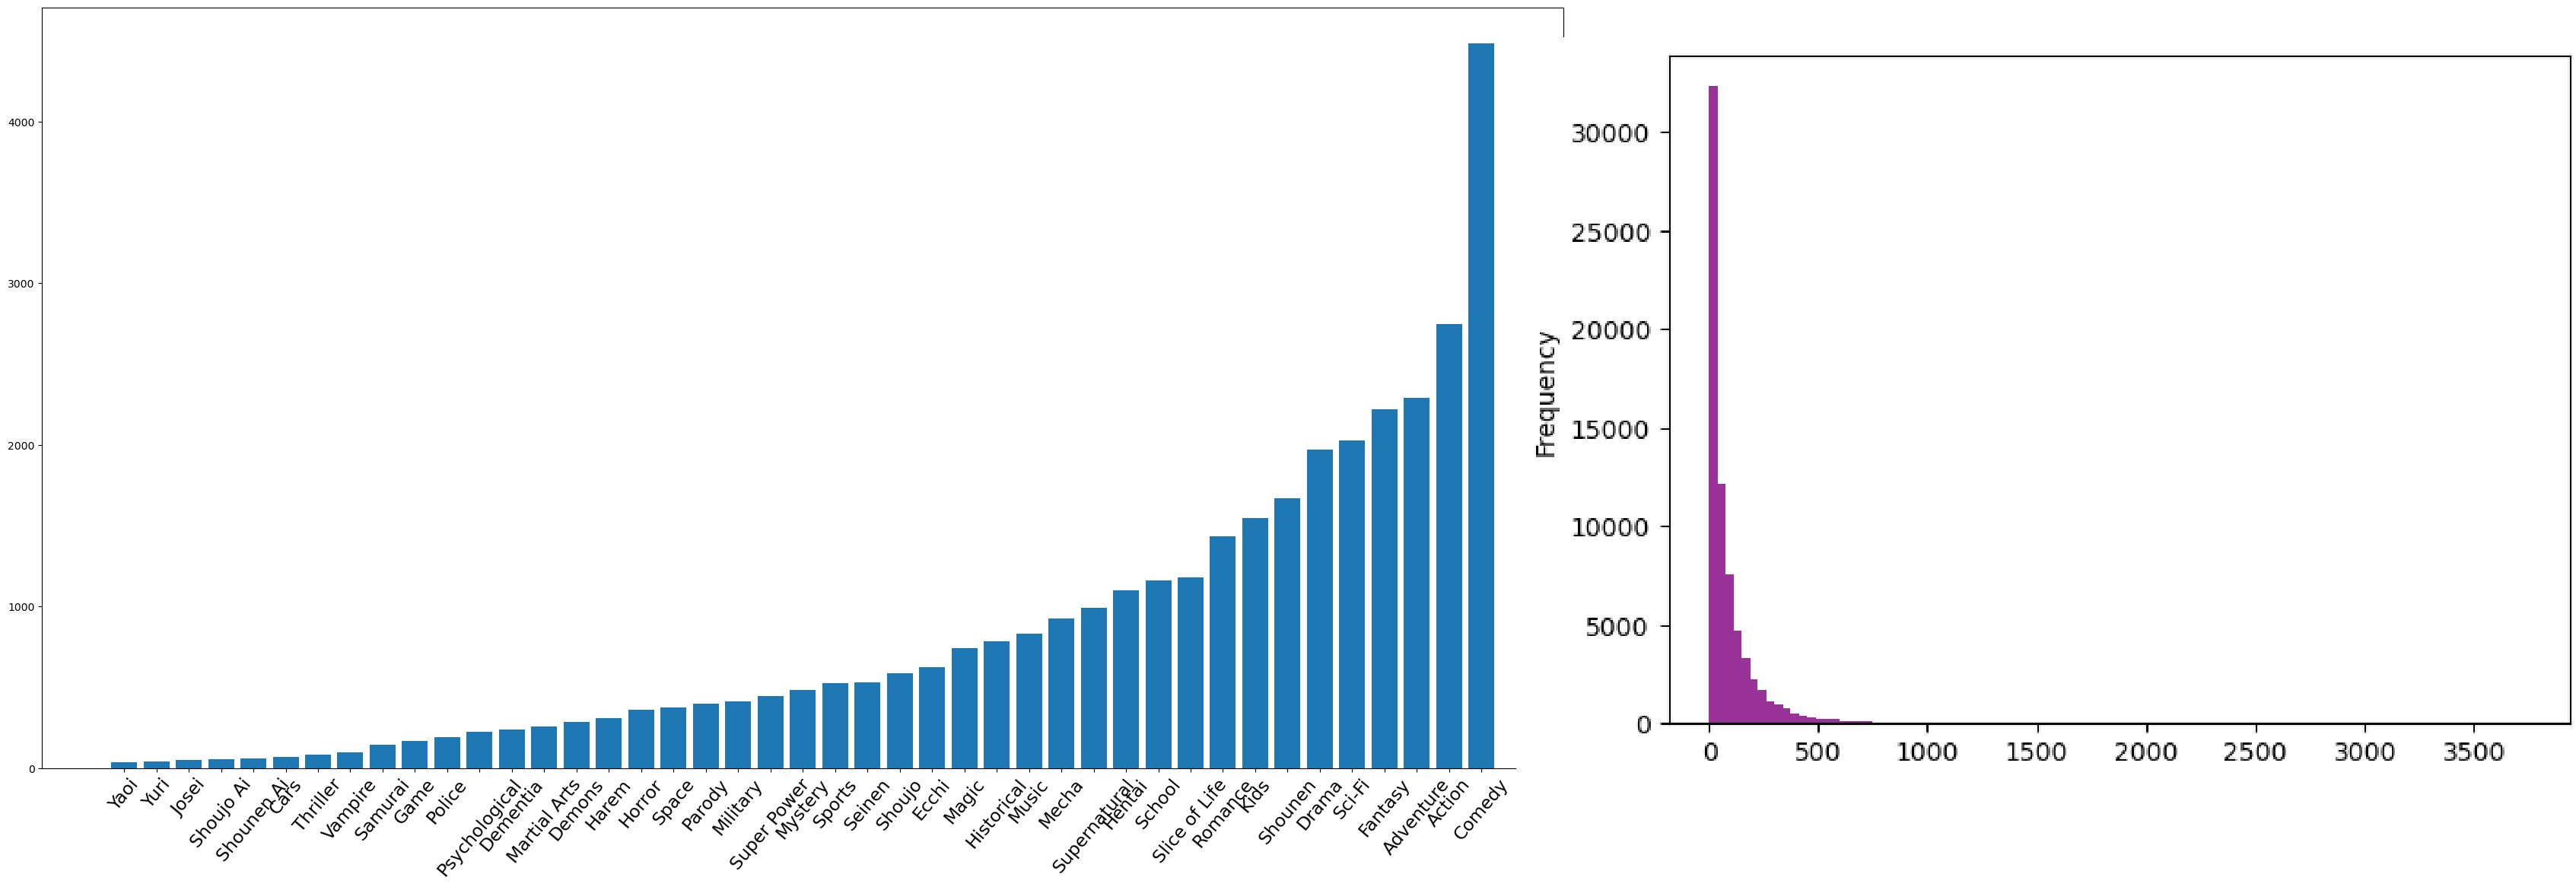 4000
3000
2000
1000
0
Yaoi
Yuri
Josei
Shoujo Ai
Shounen Ai
Cars
Thriller
Vampire
Samurai
Game
Police
Psychological
Dementia
Martial Arts
Demons
Harem
Horror
Space
Parody
Military
Super Power
Mystery
Sports
Seinen
Shoujo
Ecchi
Magic
Historical
Music
Mecha
Supernatural
Hentai
School
Slice of Life
Romance
Kids
Shounen
Drama
Sci-Fi
Fantasy
Adventure
Action
Comedy
Frequency
30000
25000
20000
15000
10000
5000
0
0 500 1000 1500 2000 2500 3000 3500